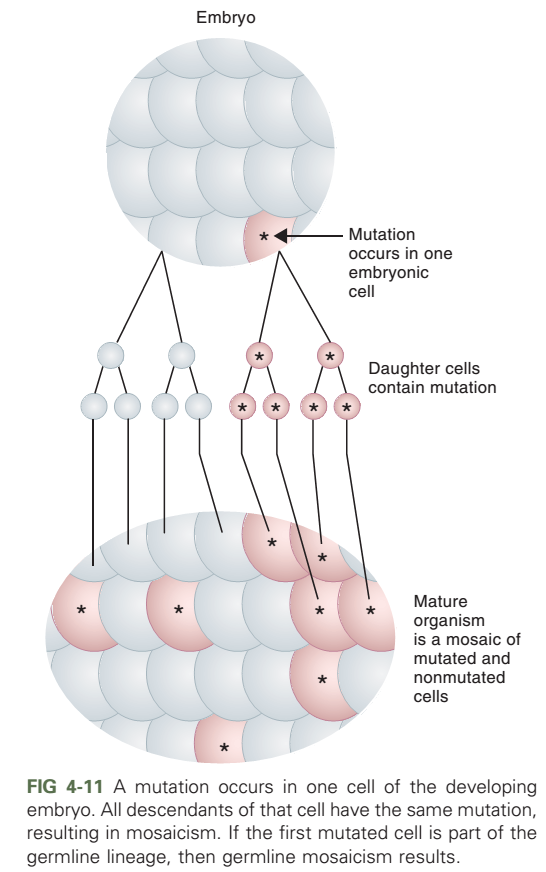 Embryo
*
Mutation
occurs in one
embryonic
cell
* *
Daughter cells
contain mutation
* * * *
*
*
* * * *
Mature
organism
is a mosaic of
mutated and
nonmutated
cells
*
*
FIG 4-11 A mutation occurs in one cell of the developing
embryo. All descendants of that cell have the same mutation,
resulting in mosaicism. If the first mutated cell is part of the
germline lineage, then germline mosaicism results.